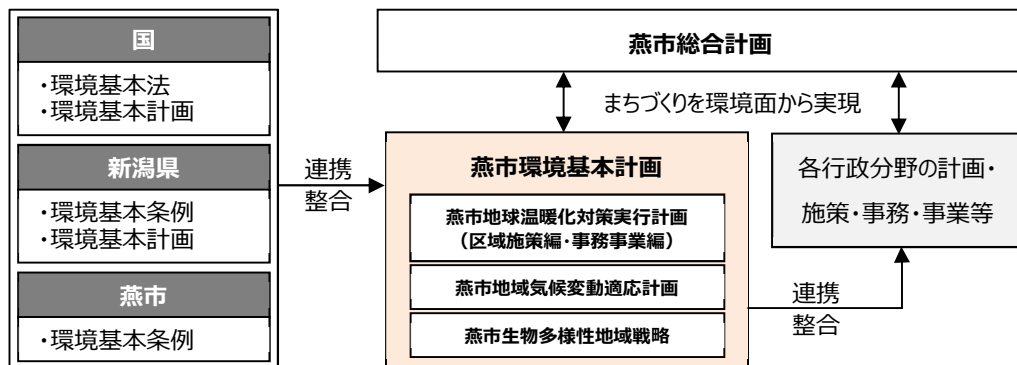 国
・環境基本法
・環境基本計画
新潟県
・環境基本条例
・環境基本計画
燕市
・環境基本条例
連携
整合
燕市総合計画
まちづくりを環境面から実現
燕市環境基本計画
燕市地球温暖化対策実行計画
(区域施策編・事務事業編)
燕市地域気候変動適応計画
燕市生物多様性地域戦略
各行政分野の計画・
施策・事務・事業等
連携
整合